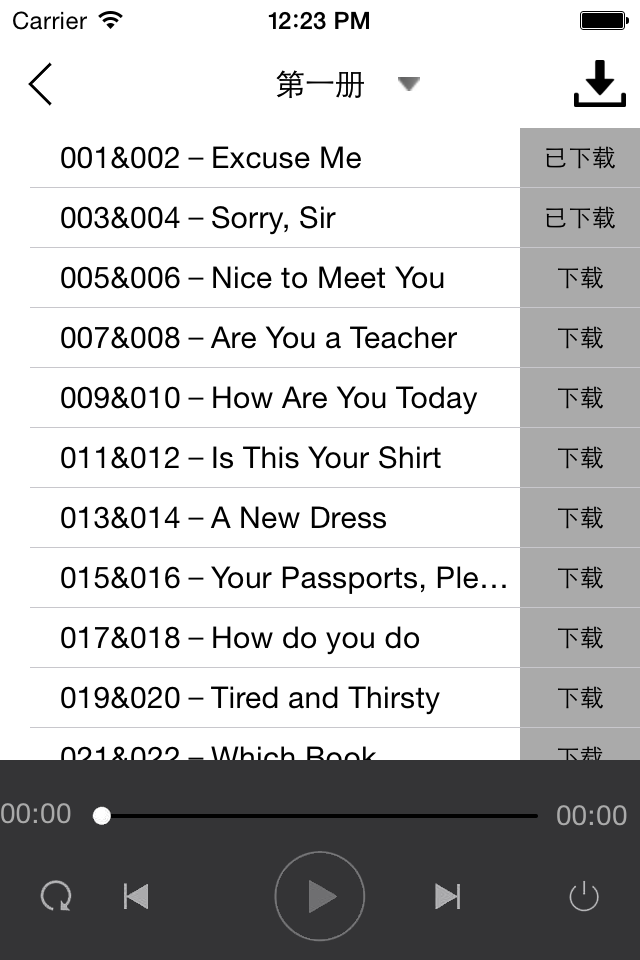 Carrier 12:23 PM
第一册
001&002 – Excuse Me 已下载
003&004 – Sorry, Sir 已下载
005&006 – Nice to Meet You 下载
007&008 – Are You a Teacher 下载
009&010 – How Are You Today 下载
011&012 – Is This Your Shirt 下载
013&014 – A New Dress 下载
015&016 – Your Passports, Ple... 下载
017&018 – How do you do 下载
019&020 – Tired and Thirsty 下载
021&022 – Which Book 下载
00:00 00:00